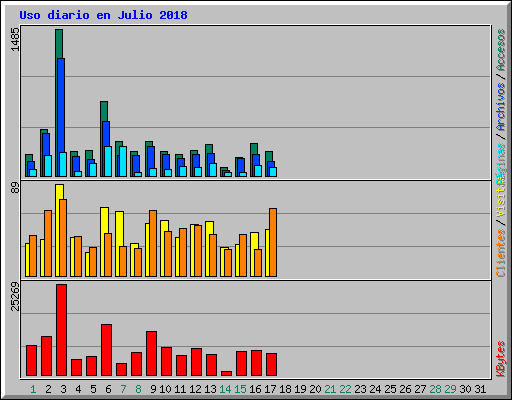 Uso diario en Julio 2018
1485
89
25269
Accesos
/
Archivos
/
Páginas
Visitas
/
Clientes
KBytes
1 2 3 4 5 6 7 8 9 10 11 12 13 14 15 16 17 18 19 20 21 22 23 24 25 26 27 28 29 30 31